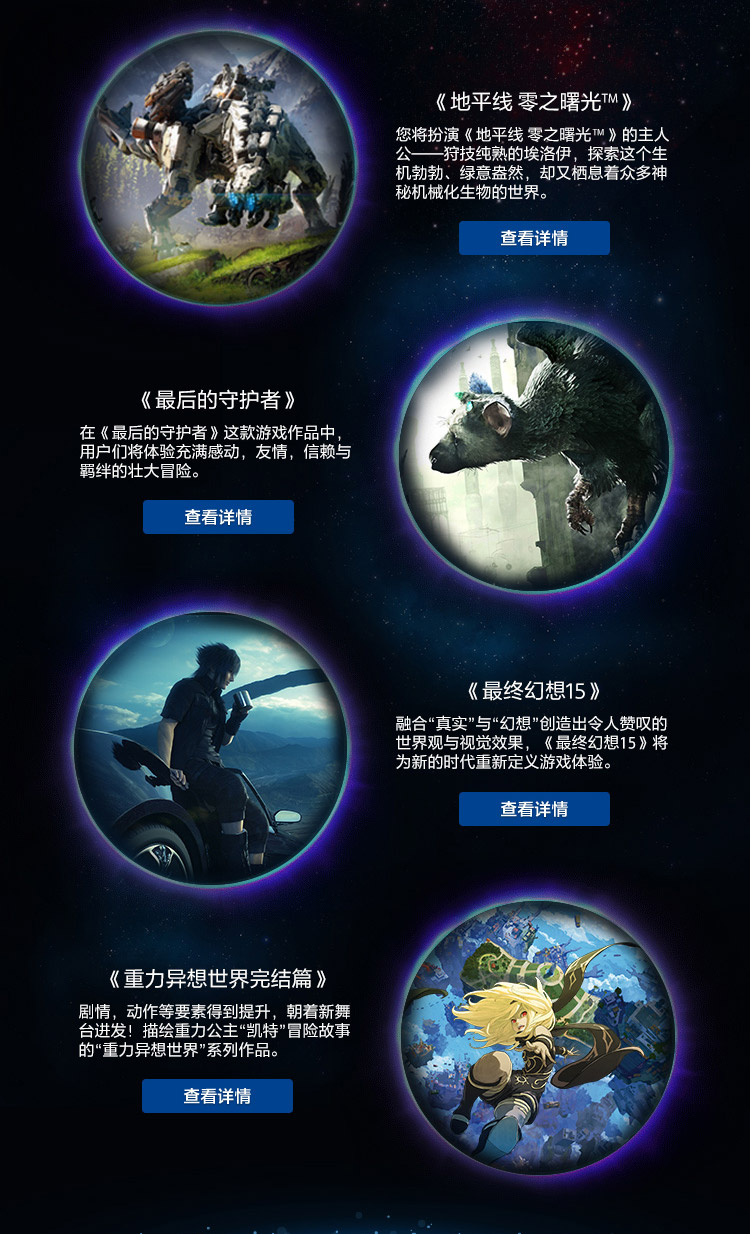 《地平线 零之曙光™》
您将扮演《地平线 零之曙光™》的主人
公——狩技纯熟的埃洛伊，探索这个生
机勃勃、绿意盎然，却又栖息着众多神
秘机械化生物的世界。
查看详情
《最后的守护者》
在《最后的守护者》这款游戏作品中，
用户们将体验充满感动，友情，信赖与
羁绊的壮大冒险。
查看详情
《最终幻想15》
融合“真实”与“幻想”创造出令人赞叹的
世界观与视觉效果，《最终幻想15》将
为新的时代重新定义游戏体验。
查看详情
《重力异想世界完结篇》
剧情，动作等要素得到提升，朝着新舞
台进发！描绘重力公主“凯特”冒险故事
的“重力异想世界”系列作品。
查看详情